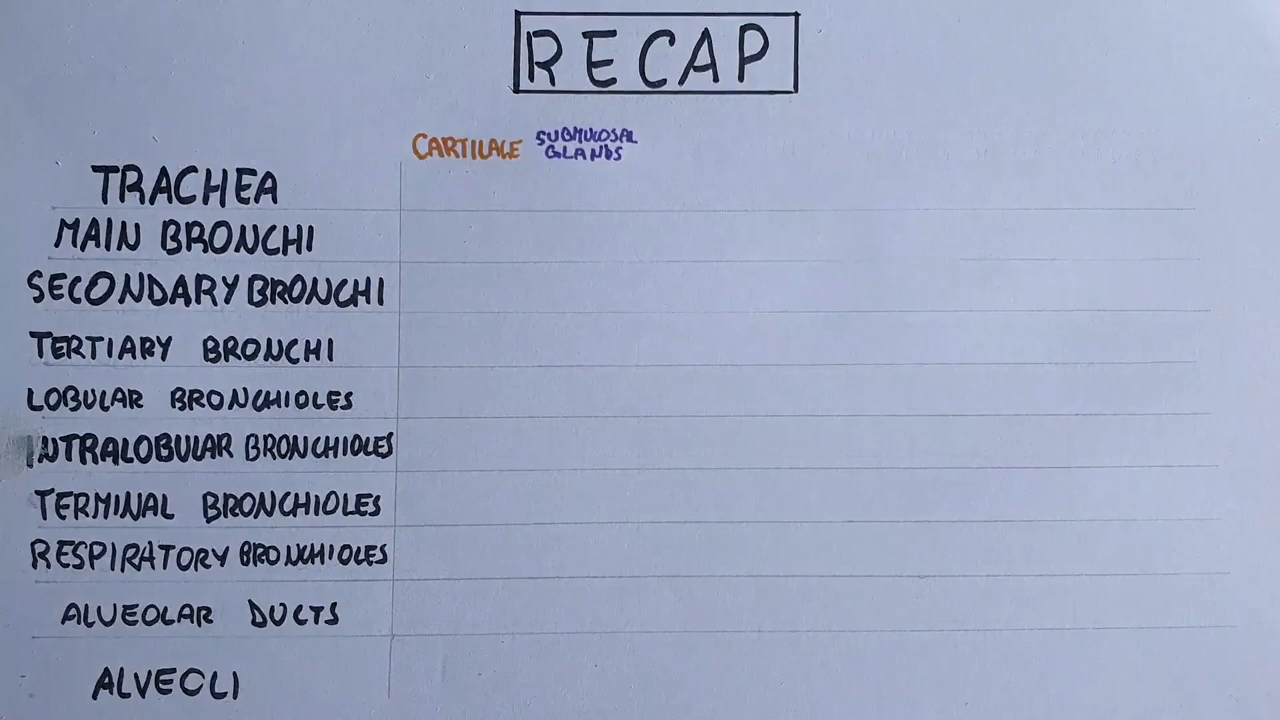 RECAP
CARTILAGE SUBMUCOSAL
GLANDS
TRACHEA
MAIN BRONCHI
SECONDARY BRONCHI
TERTIARY BRONCHI
LOBULAR BRONCHIOLES
INTRALOBULAR BRONCHIOLES
TERMINAL BRONCHIOLES
RESPIRATORY BRONCHIOLES
ALVEOLAR DUCTS
ALVEOLI